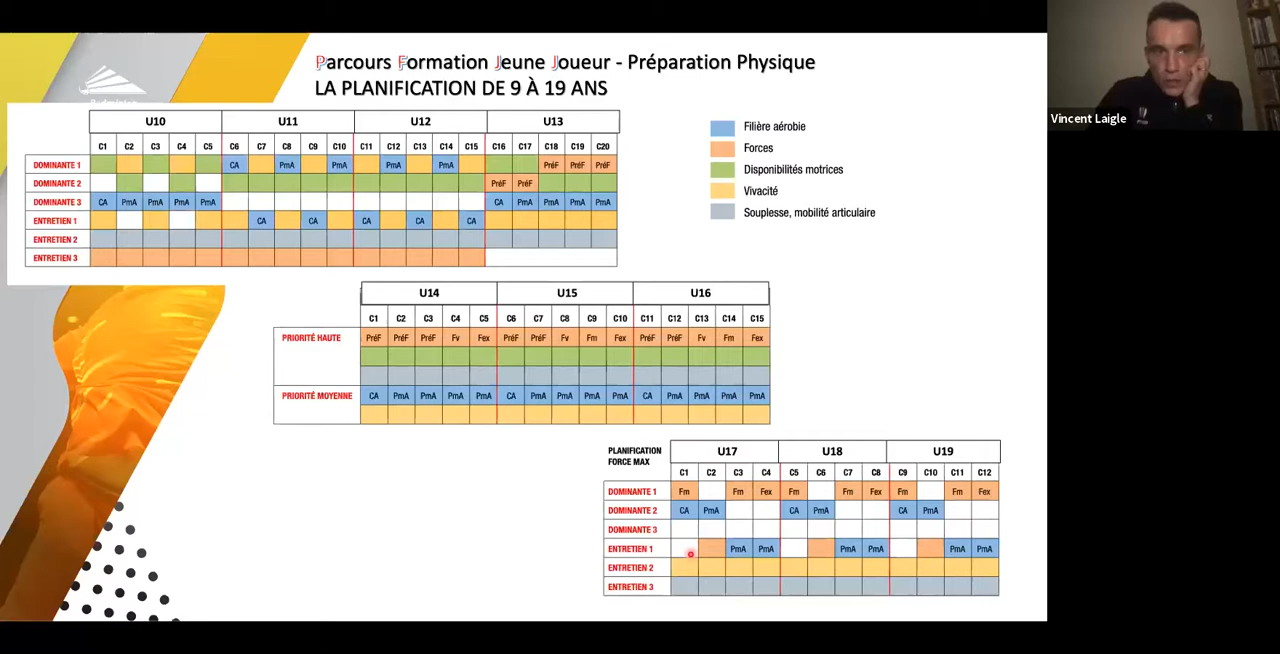 Parcours Formation Jeune Joueur - Préparation Physique
LA PLANIFICATION DE 9 À 19 ANS
Vincent Laigle
U10 U11 U12 U13
C1 C2 C3 C4 C5 C6 C7 C8 C9 C10 C11 C12 C14 C15 C16 C17 C18 C19 C20
DOMINANTE 1 CA PmA PmA PmA PmA PréF PréF PréF
DOMINANTE 2 PréF PréF
DOMINANTE 3 CA PmA PmA PmA PmA CA PmA PmA PmA PmA
ENTRETIEN 1 CA CA CA CA CA
ENTRETIEN 2
ENTRETIEN 3
Filière aérobie
Forces
Disponibilités motrices
Vivacité
Souplesse, mobilité articulaire
U14 U15 U16
C1 C2 C3 C4 C5 C6 C7 C8 C9 C10 C11 C12 C13 C14 C15
PRIORITÉ HAUTE PréF PréF PréF Fv Fex PréF PréF Fv Fm Fex PréF PréF Fv Fm Fex
PRIORITÉ MOYENNE CA PmA PmA PmA PmA CA PmA PmA PmA PmA CA PmA PmA PmA PmA
PLANIFICATION
FORCE MAX
U17 U18 U19
C1 C2 C3 C4 C5 C6 C7 C8 C9 C10 C11 C12
DOMINANTE 1 Fm Fm Fex Fm Fm Fex Fm Fm Fex
DOMINANTE 2 CA PmA CA PmA CA PmA
DOMINANTE 3
ENTRETIEN 1 PmA PmA PmA PmA PmA PmA
ENTRETIEN 2
ENTRETIEN 3